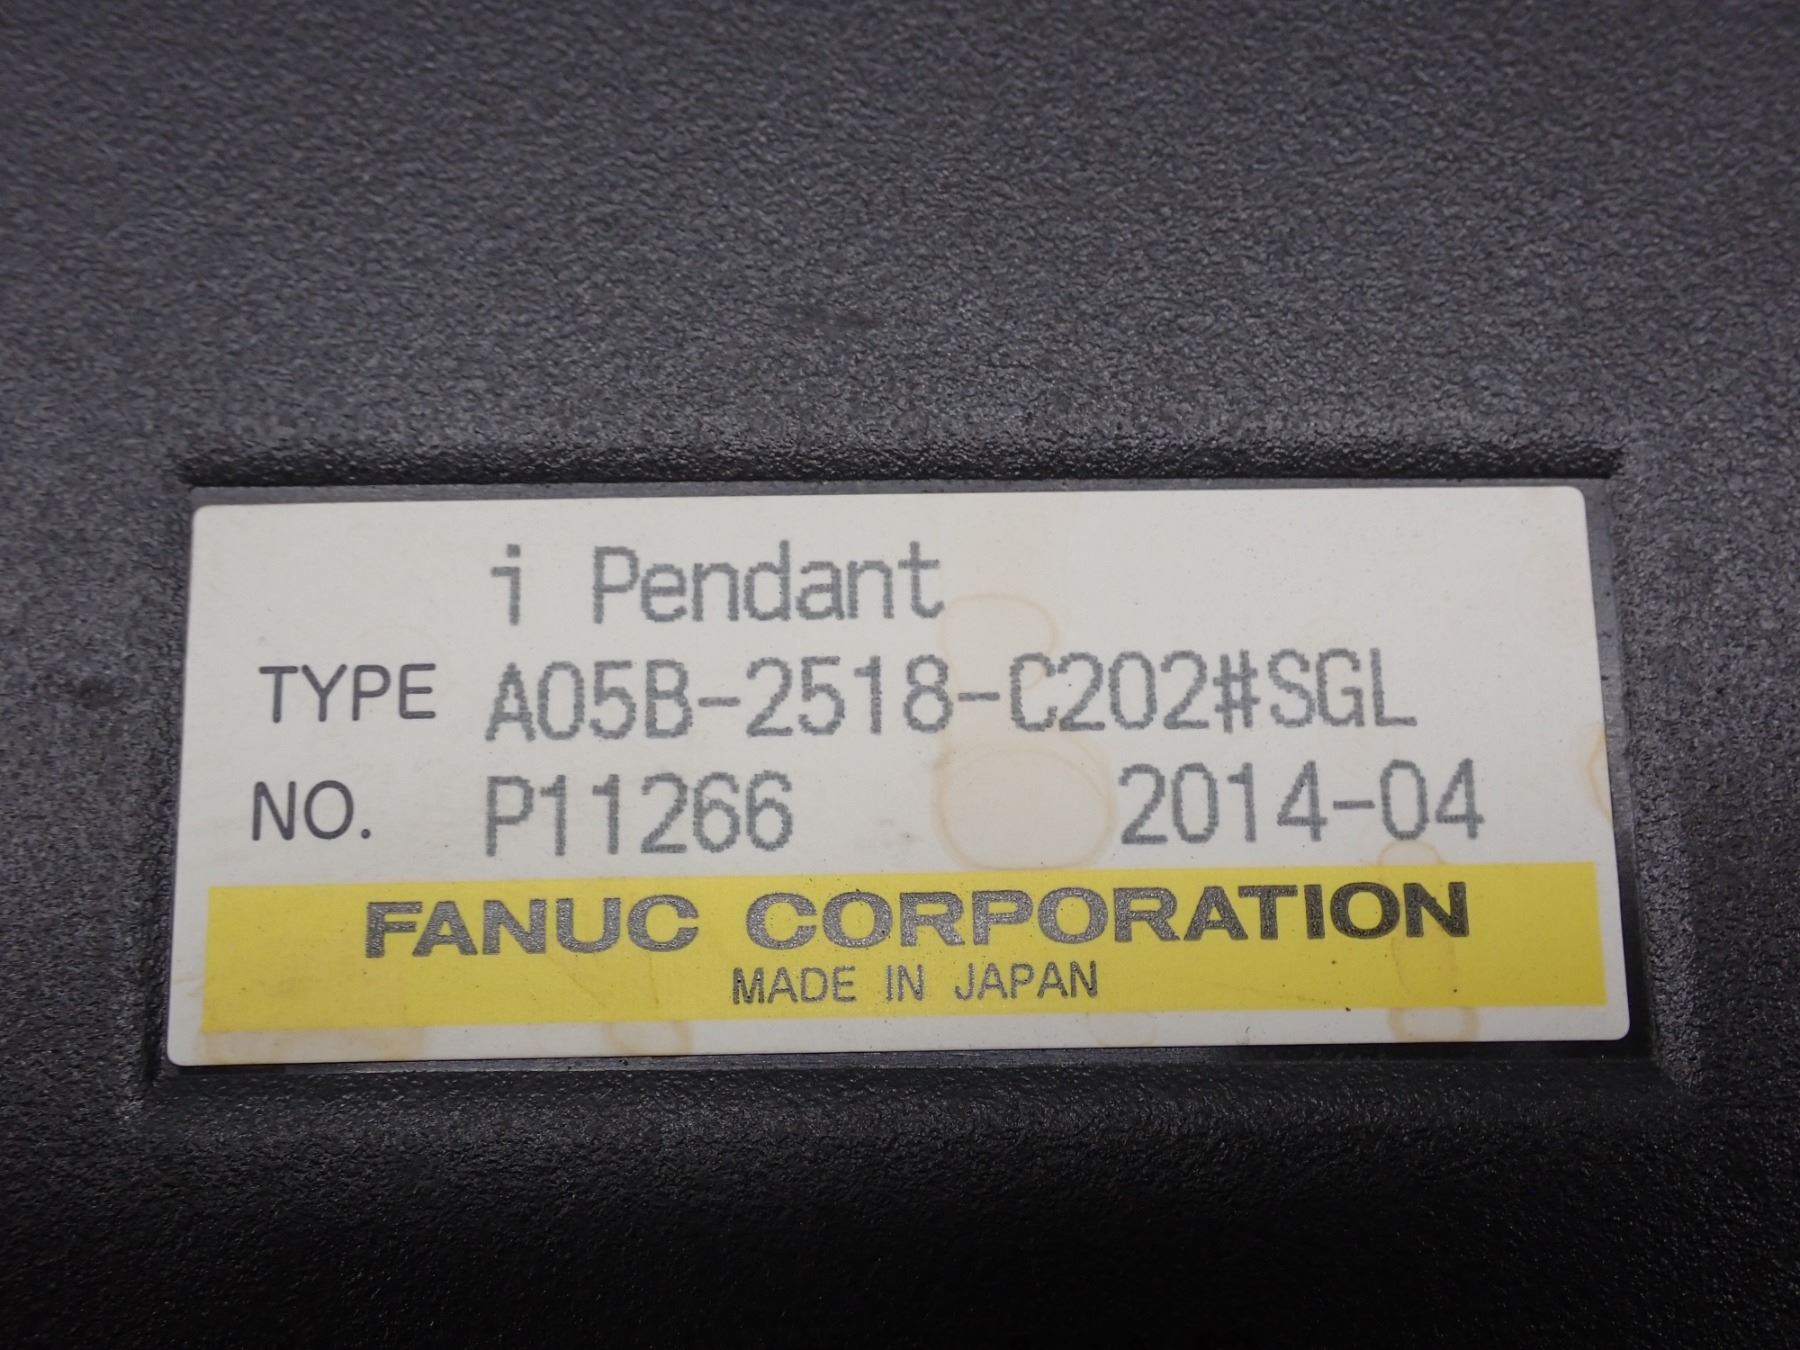 i Pendant
TYPE A05B-2518-C202#SGL
NO. P11266 2014-04
FANUC CORPORATION
MADE IN JAPAN